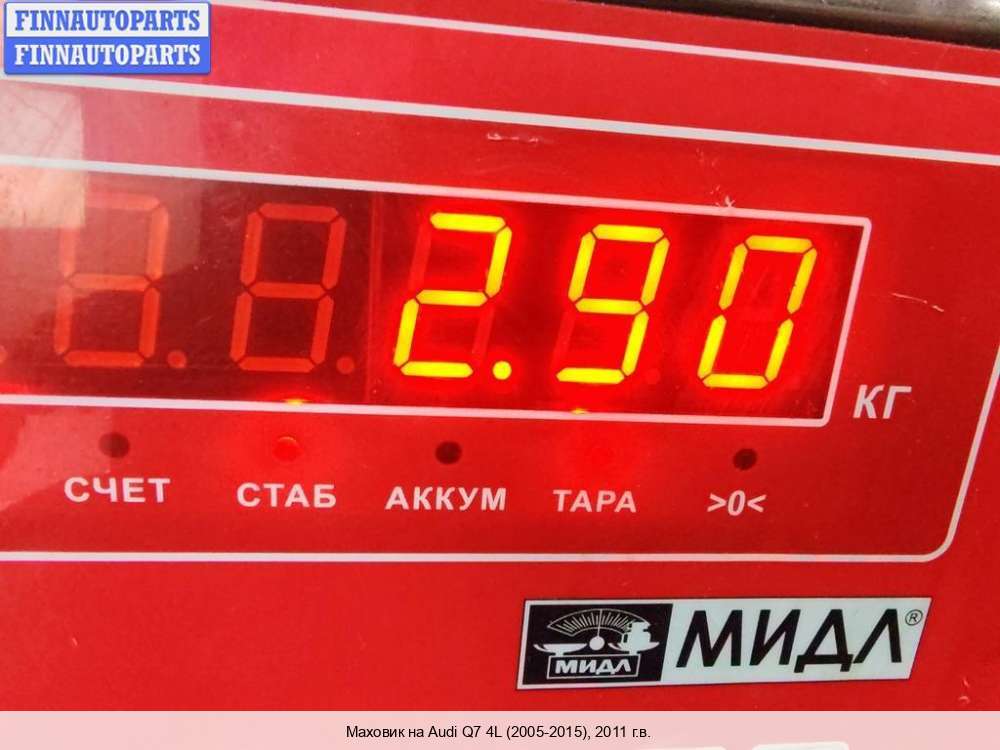 FINNAUTOPARTS
FINNAUTOPARTS
2.90
КГ
СЧЕТ СТАБ АККУМ ТАРА >0<
МИДЛ МИДЛ®
Маховик на Audi Q7 4L (2005-2015), 2011 г.в.